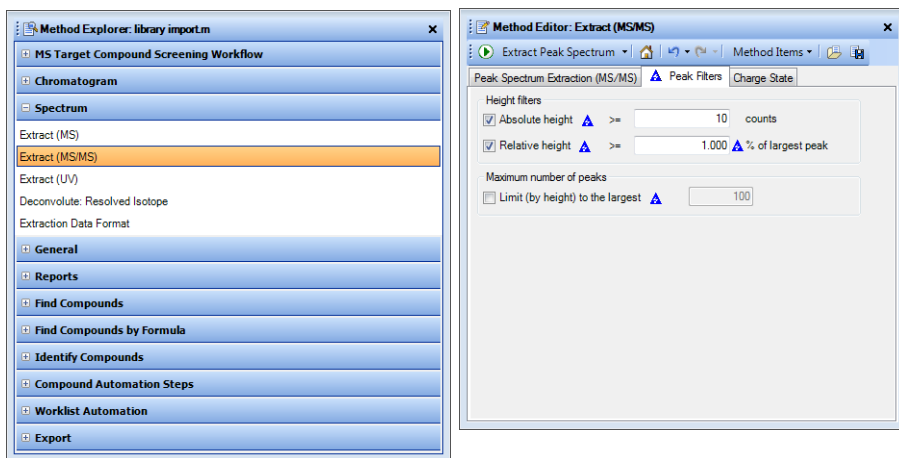 Method Explorer: library import.m
MS Target Compound Screening Workflow
Chromatogram
Spectrum
Extract (MS)
Extract (MS/MS)
Extract (UV)
Deconvolute: Resolved Isotope
Extraction Data Format
General
Reports
Find Compounds
Find Compounds by Formula
Identify Compounds
Compound Automation Steps
Worklist Automation
Export
Method Editor: Extract (MS/MS)
Extract Peak Spectrum Method Items
Peak Spectrum Extraction (MS/MS) Peak Filters Charge State
Height filters
Absolute height >= 10 counts
Relative height >= 1.000 % of largest peak
Maximum number of peaks
Limit (by height) to the largest 100